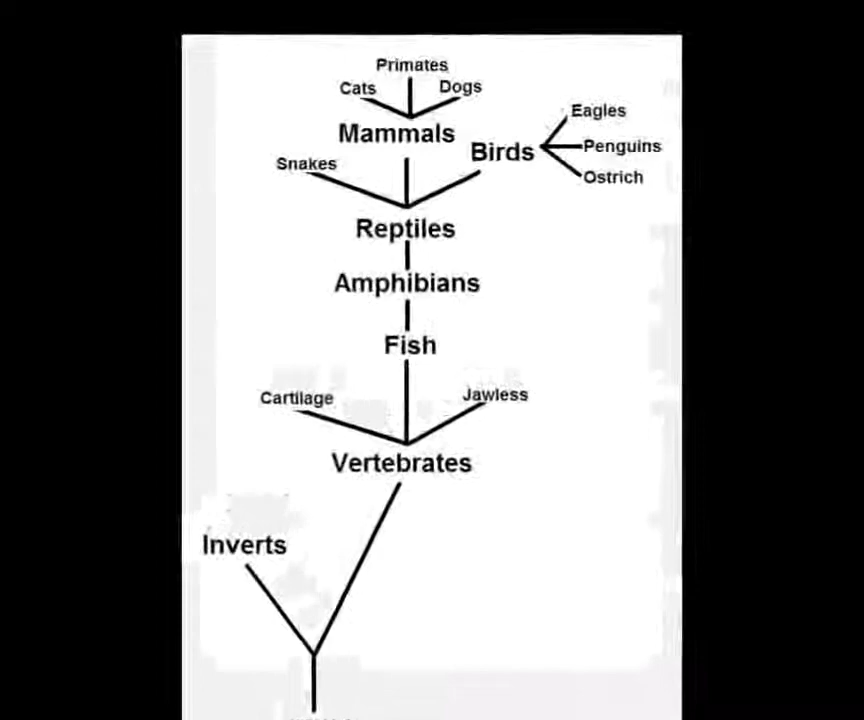 Primates
Cats
Dogs
Eagles
Mammals
Birds
Penguins
Snakes
Ostrich
Reptiles
Amphibians
Fish
Cartilage
Jawless
Vertebrates
Inverts